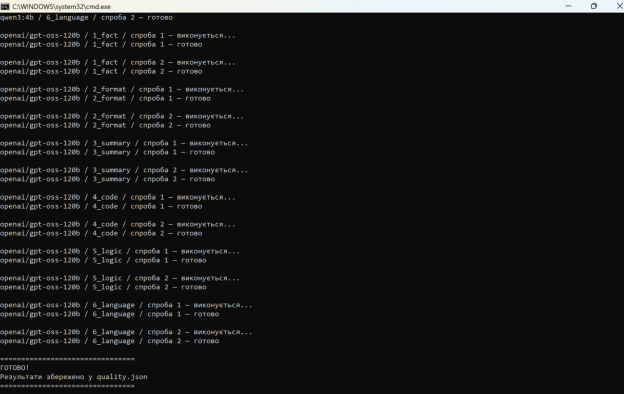 C:\WINDOWS\system32\cmd.exe
qwen3:4b / 6_language / спроба 2 — готово
openai/gpt-oss-120b / 1_fact / спроба 1 — виконується...
openai/gpt-oss-120b / 1_fact / спроба 1 — готово
openai/gpt-oss-120b / 1_fact / спроба 2 — виконується...
openai/gpt-oss-120b / 1_fact / спроба 2 — готово
openai/gpt-oss-120b / 2_format / спроба 1 — виконується...
openai/gpt-oss-120b / 2_format / спроба 1 — готово
openai/gpt-oss-120b / 2_format / спроба 2 — виконується...
openai/gpt-oss-120b / 2_format / спроба 2 — готово
openai/gpt-oss-120b / 3_summary / спроба 1 — виконується...
openai/gpt-oss-120b / 3_summary / спроба 1 — готово
openai/gpt-oss-120b / 3_summary / спроба 2 — виконується...
openai/gpt-oss-120b / 3_summary / спроба 2 — готово
openai/gpt-oss-120b / 4_code / спроба 1 — виконується...
openai/gpt-oss-120b / 4_code / спроба 1 — готово
openai/gpt-oss-120b / 4_code / спроба 2 — виконується...
openai/gpt-oss-120b / 4_code / спроба 2 — готово
openai/gpt-oss-120b / 5_logic / спроба 1 — виконується...
openai/gpt-oss-120b / 5_logic / спроба 1 — готово
openai/gpt-oss-120b / 5_logic / спроба 2 — виконується...
openai/gpt-oss-120b / 5_logic / спроба 2 — готово
openai/gpt-oss-120b / 6_language / спроба 1 — виконується...
openai/gpt-oss-120b / 6_language / спроба 1 — готово
openai/gpt-oss-120b / 6_language / спроба 2 — виконується...
openai/gpt-oss-120b / 6_language / спроба 2 — готово
================================
ГОТОВО!
Результати збережено у quality.json
================================